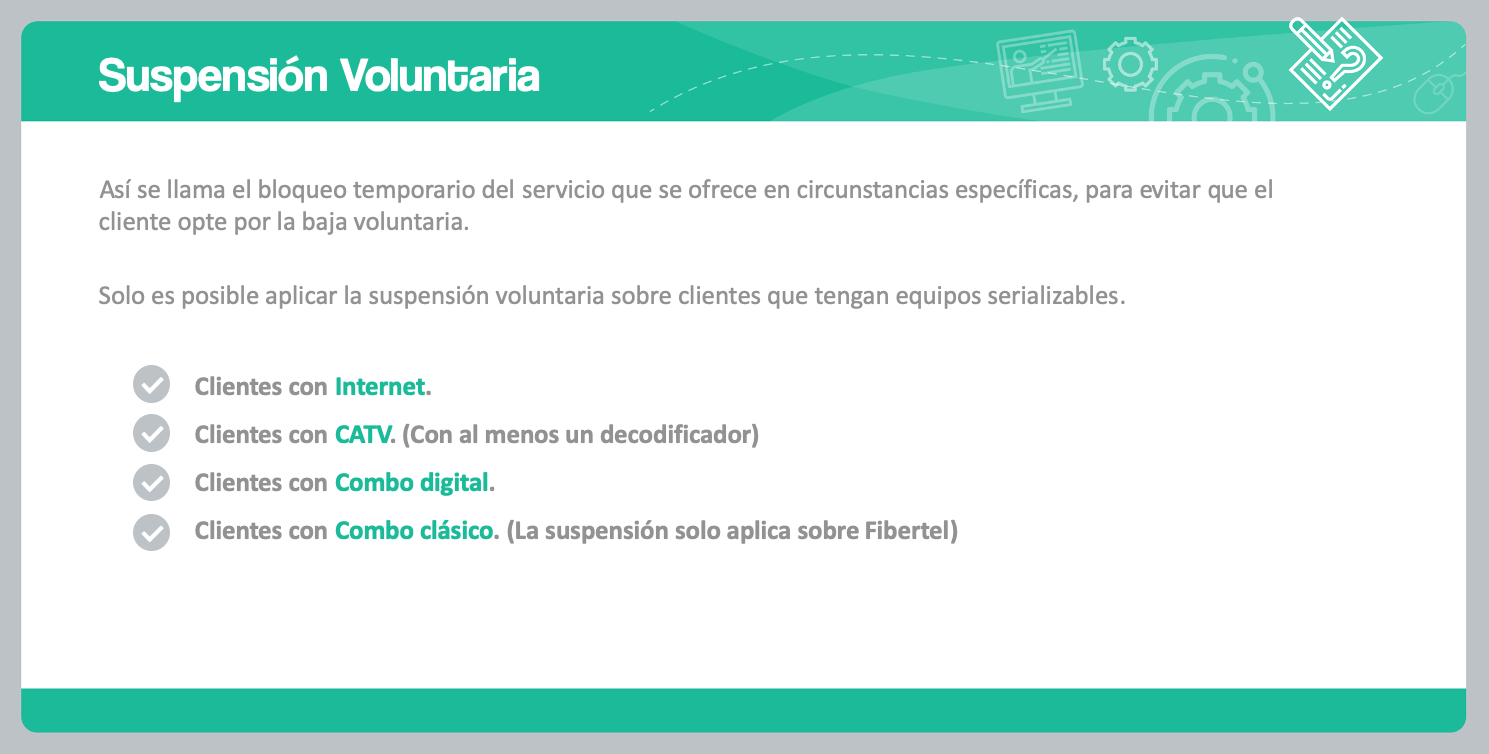 Suspensión Voluntaria
Así se llama el bloqueo temporario del servicio que se ofrece en circunstancias específicas, para evitar que el
cliente opte por la baja voluntaria.
Solo es posible aplicar la suspensión voluntaria sobre clientes que tengan equipos serializables.
Clientes con Internet.
Clientes con CATV. (Con al menos un decodificador)
Clientes con Combo digital.
Clientes con Combo clásico. (La suspensión solo aplica sobre Fibertel)